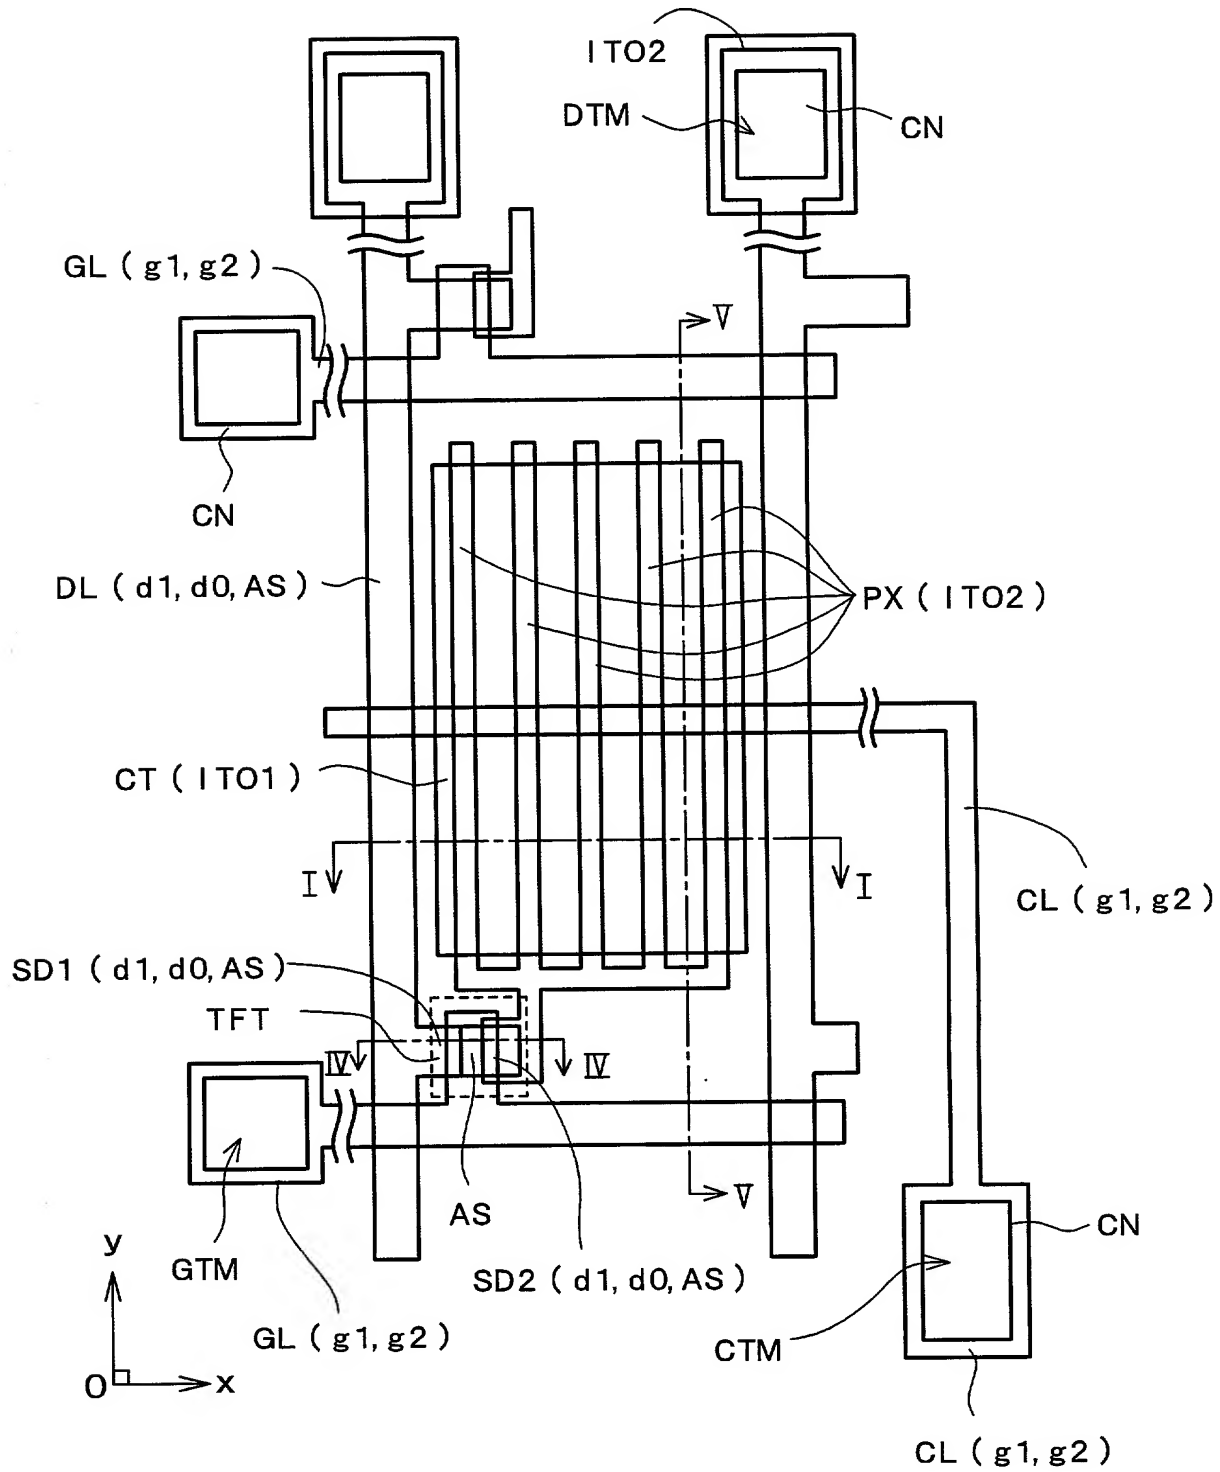 ITO2
DTM
CN
GL(g1,g2)
V
CN
DL(d1,d0,AS)
PX(ITO2)
CT(ITO1)
I
I
CL(g1,g2)
SD1(d1,d0,AS)
TFT
IV
IV
AS
V
CN
y
GTM
SD2(d1,d0,AS)
GL(g1,g2)
CTM
O
x
CL(g1,g2)